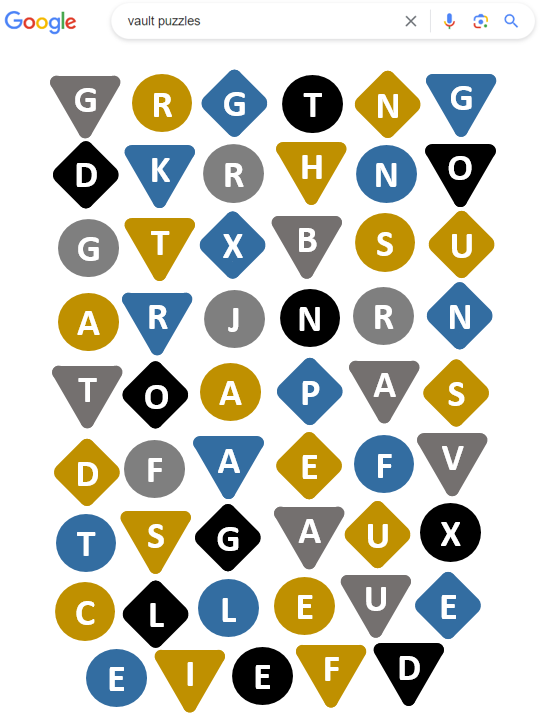 Google vault puzzles
G R G T N G
D K R H N O
G T X B S U
A R J N R N
T O A P A S
D F A E F V
T S G A U X
C L L E U E
E I E F D